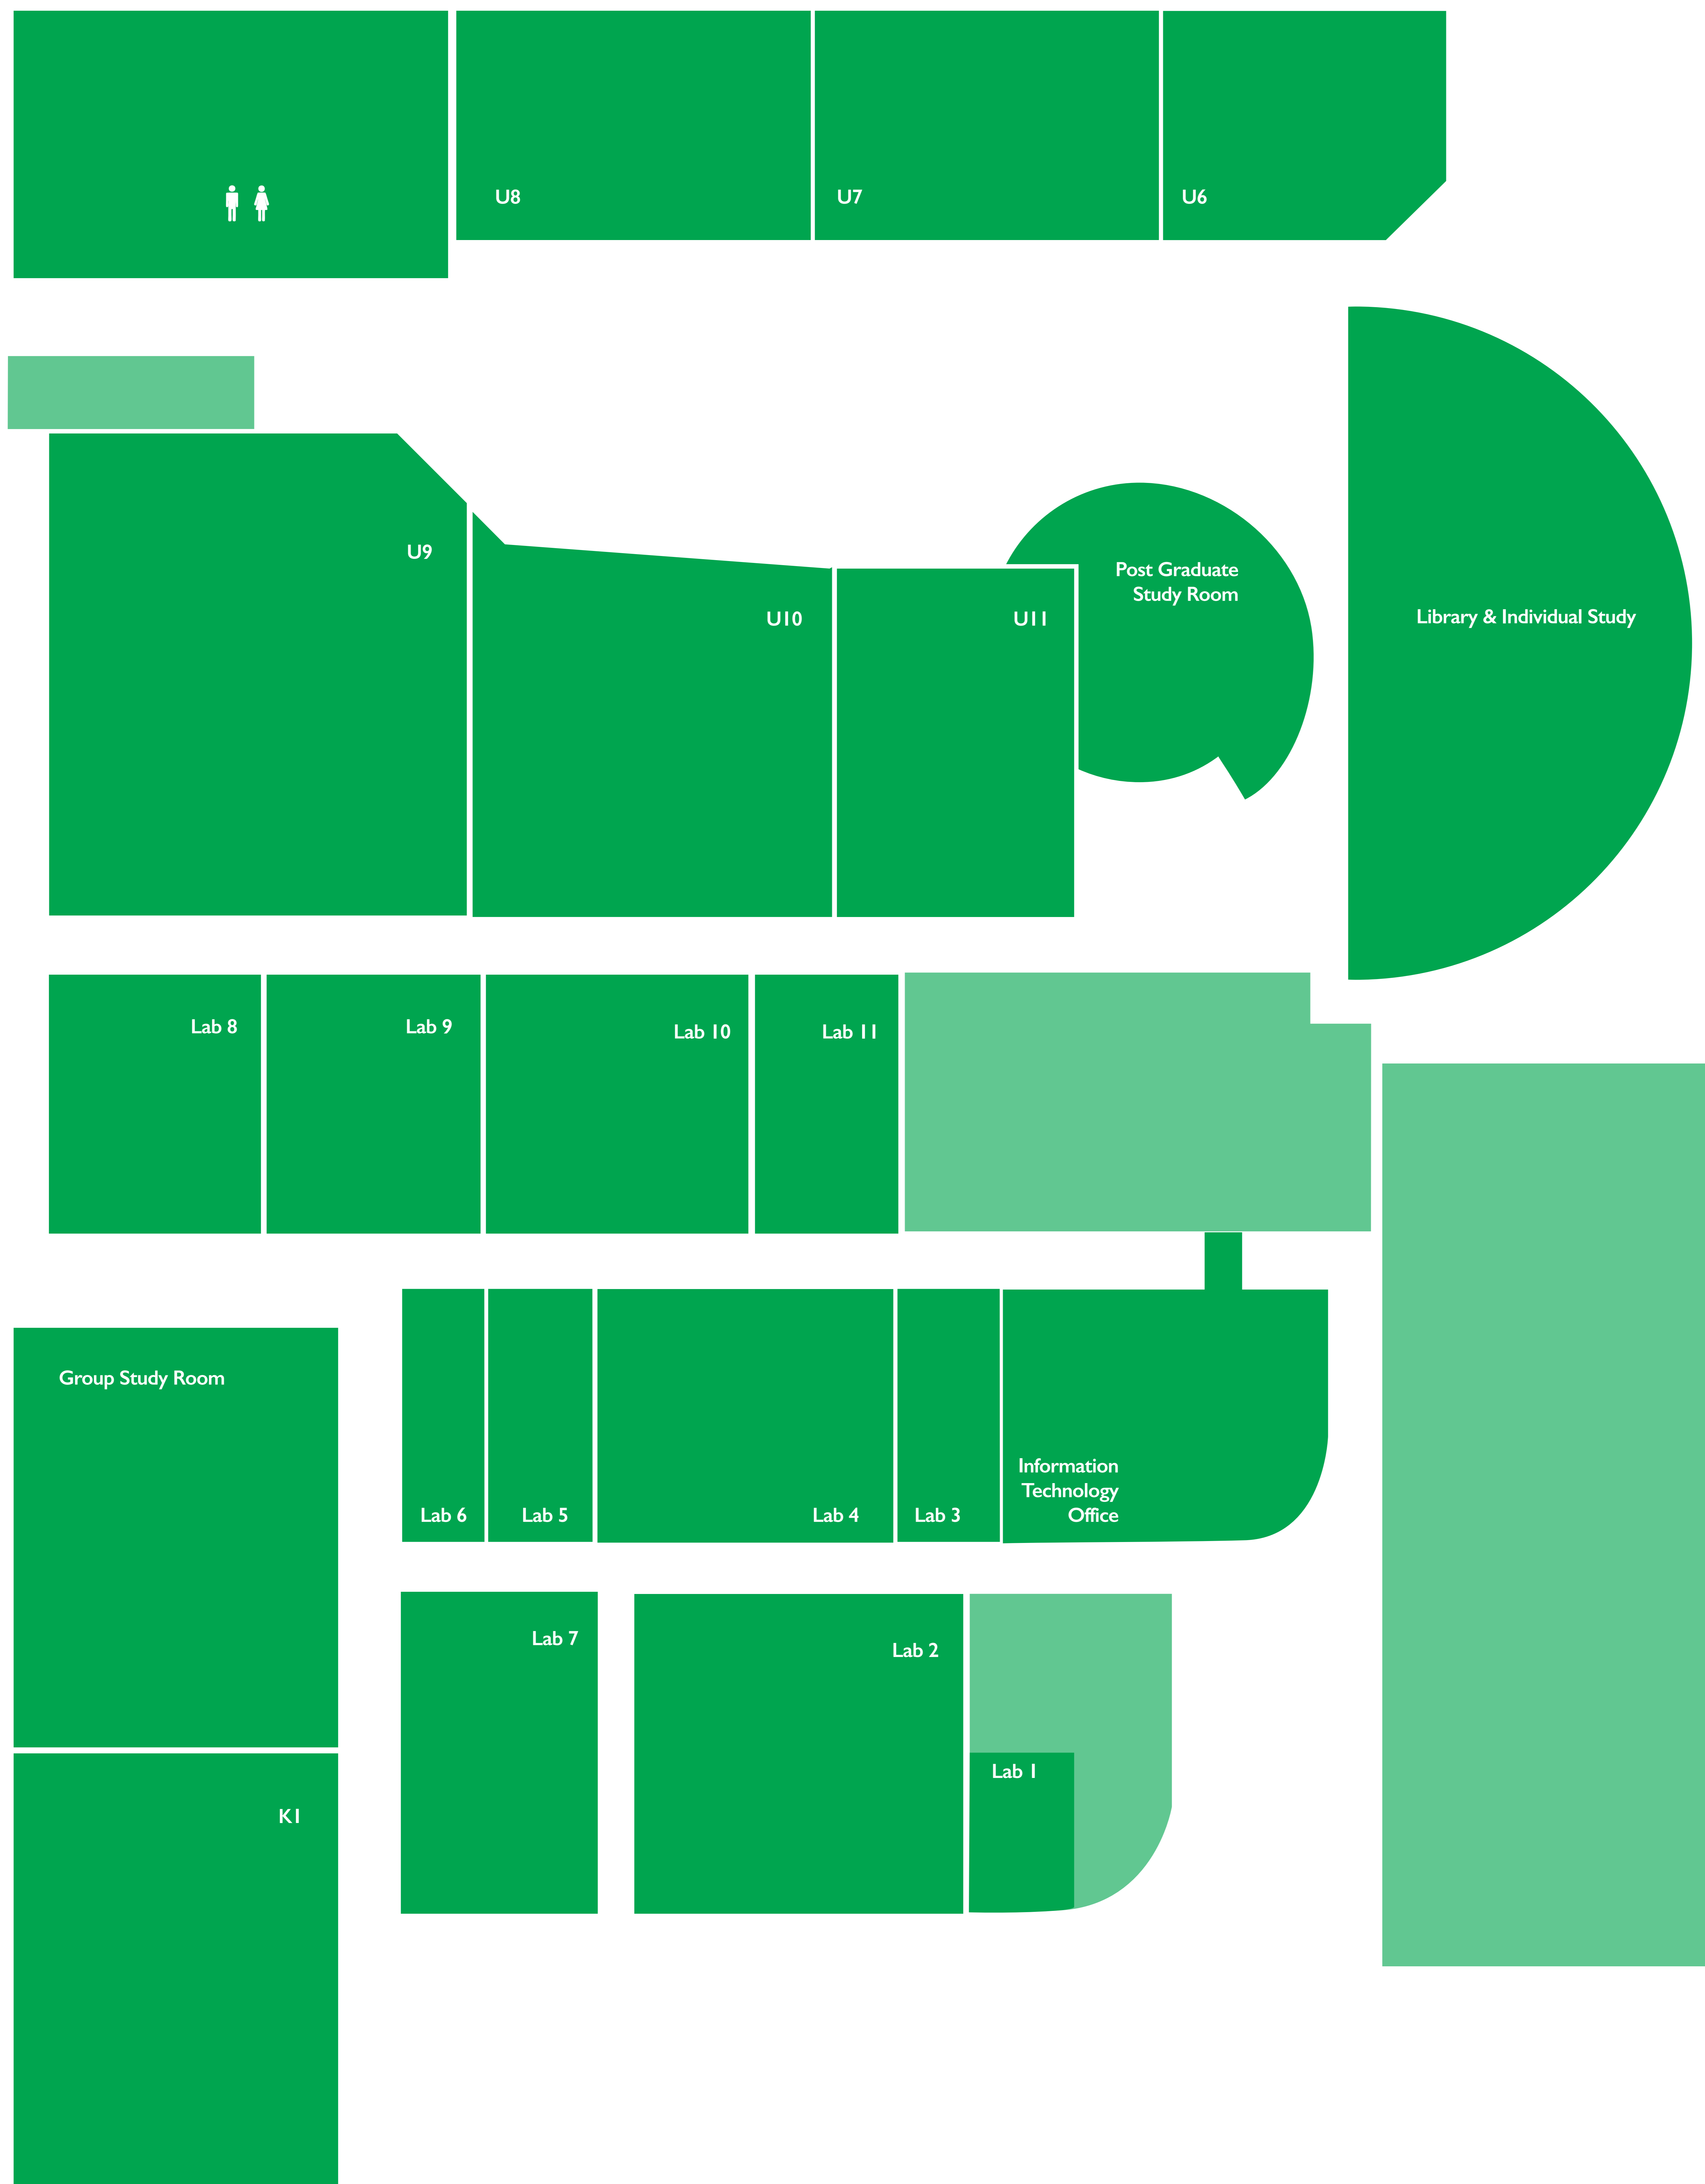 U8
U7
U6
U9
U10
U11
Post Graduate
Study Room
Library & Individual Study
Lab 8
Lab 9
Lab 10
Lab 11
Group Study Room
Information
Technology
Office
Lab 6
Lab 5
Lab 4
Lab 3
Lab 7
Lab 2
Lab 1
K1